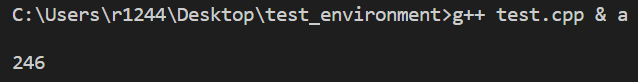 C:\Users\r1244\Desktop\test_environment>g++ test.cpp & a
246